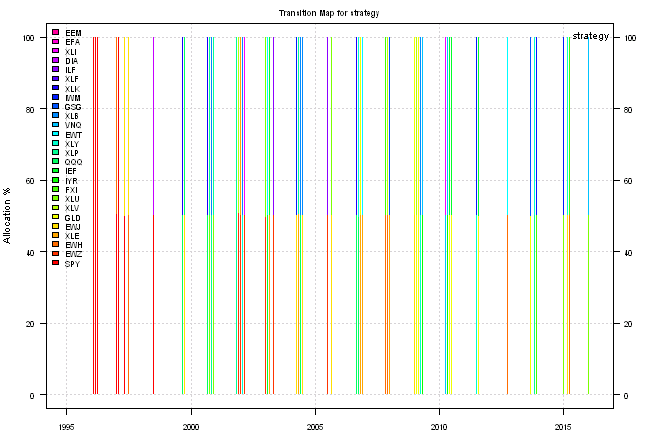 Transition Map for strategy
strategy
Allocation %
100
80
60
40
20
0
EEM
EFA
XLI
DIA
ILF
XLF
XLK
IWM
GSG
XLB
VNQ
EWT
XLY
XLP
QQQ
IEF
IYR
FXI
XLU
XLV
GLD
EWJ
XLE
EWH
EWZ
SPY
100
80
60
40
20
0
1995
2000
2005
2010
2015